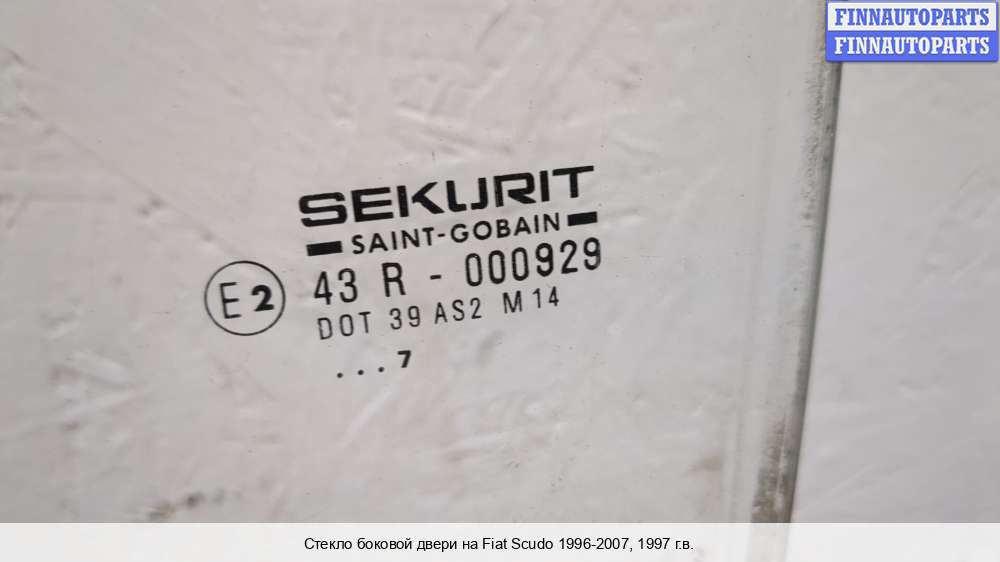 FINNAUTOPARTS
FINNAUTOPARTS
SEKURIT
SAINT-GOBAIN
E2
43 R - 000929
DOT 39 AS2 M14
...7
Стекло боковой двери на Fiat Scudo 1996-2007, 1997 г.в.